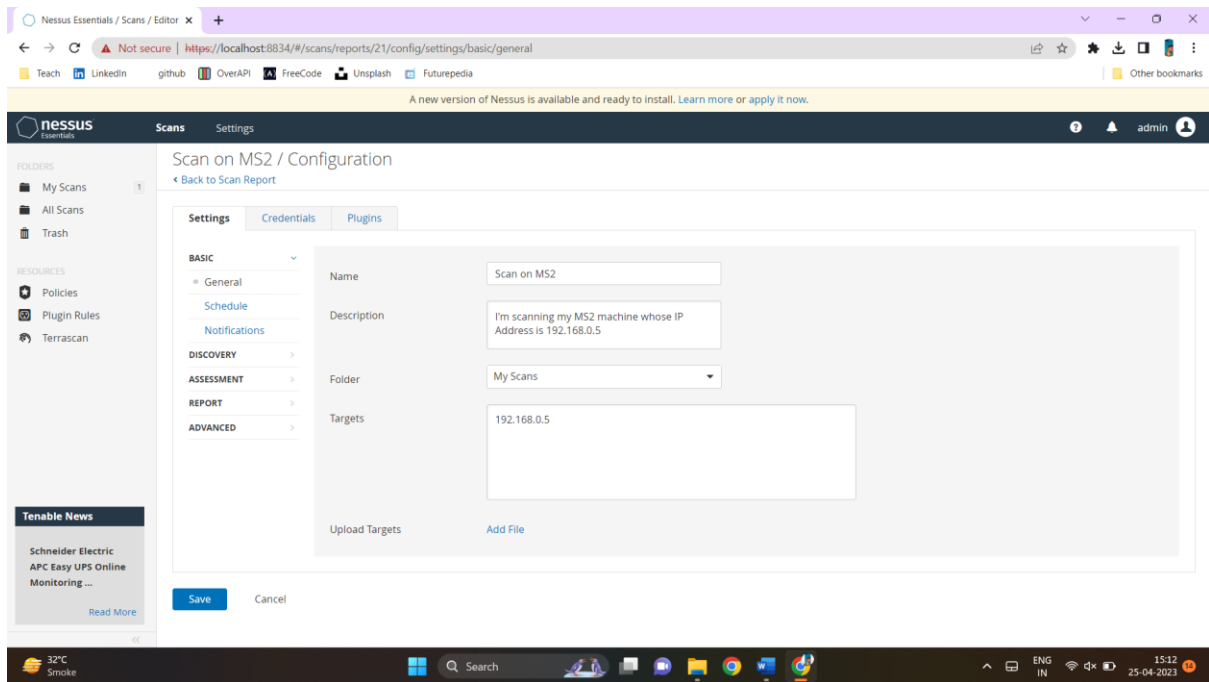 Nessus Essentials / Scans / Editor
Not secure | https://localhost:8834/#/scans/reports/21/config/settings/basic/general
Teach LinkedIn github OverAPI FreeCode Unsplash Futurepedia Other bookmarks
A new version of Nessus is available and ready to install. Learn more or apply it now.
nessus
Essentials
Scans Settings admin
FOLDERS
My Scans 1
All Scans
Trash
RESOURCES
Policies
Plugin Rules
Terrascan
Tenable News
Schneider Electric
APC Easy UPS Online
Monitoring ...
Read More
Scan on MS2 / Configuration
Back to Scan Report
Settings Credentials Plugins
BASIC
General
Schedule
Notifications
DISCOVERY
ASSESSMENT
REPORT
ADVANCED
Name Scan on MS2
Description I'm scanning my MS2 machine whose IP
Address is 192.168.0.5
Folder My Scans
Targets 192.168.0.5
Upload Targets Add File
Save Cancel
32°C
Smoke
Search
ENG
IN
15:12
25-04-2023
14